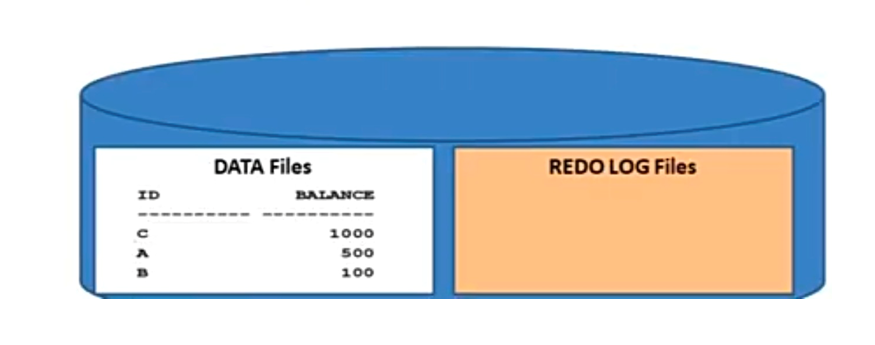 DATA Files
ID BALANCE
---------- ----------
C 1000
A 500
B 100
REDO LOG Files